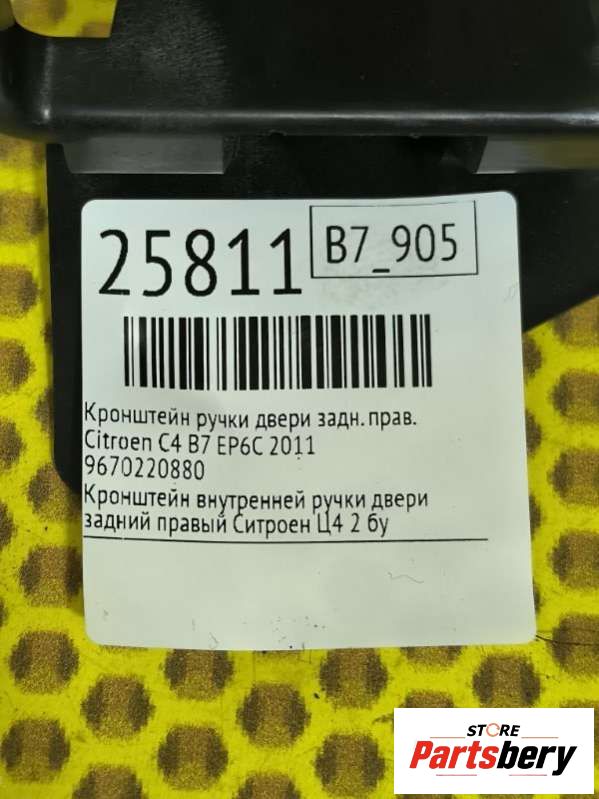 25811
B7_905
Кронштейн ручки двери задн. прав.
Citroen C4 B7 EP6C 2011
9670220880
Кронштейн внутренней ручки двери
задний правый Ситроен Ц4 2 бу
STORE
Partsbery